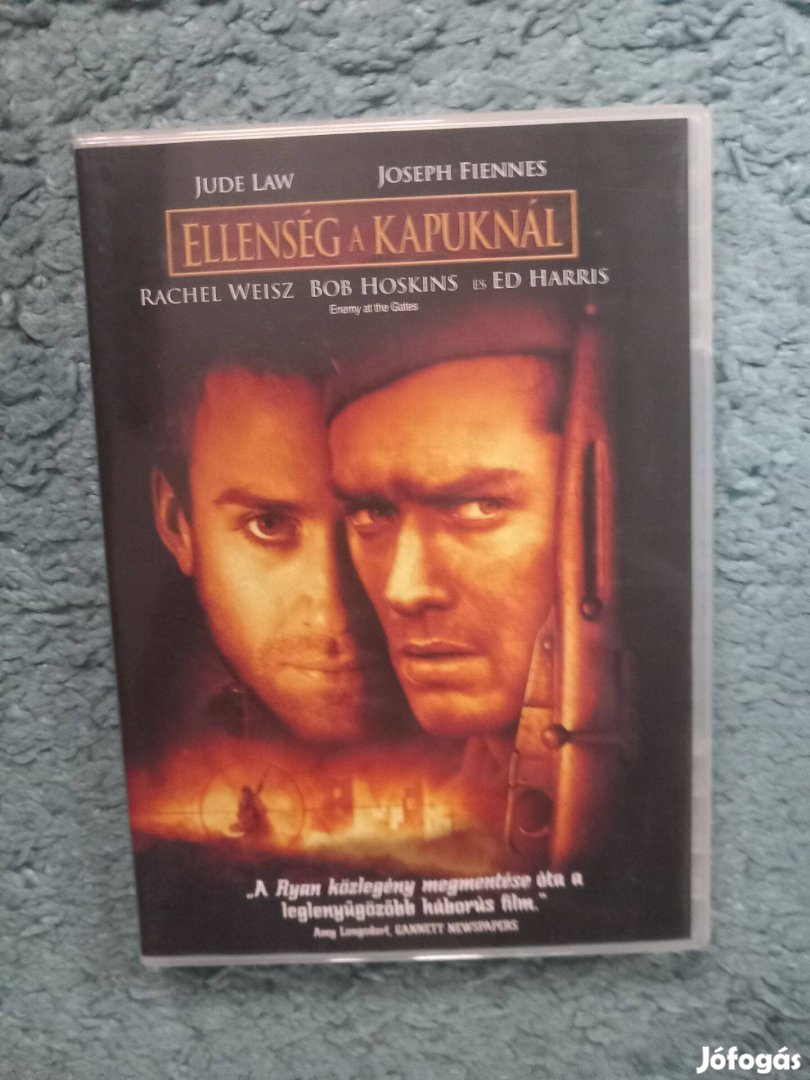 JUDE LAW JOSEPH FIENNES
ELLENSÉG A KAPUKNÁL
RACHEL WEISZ BOB HOSKINS ÉS ED HARRIS
Enemy at the Gates
„A Ryan közlegény megmentése óta a
leglenyűgözőbb háborús film.”
Amy Longsdorf, GANNETT NEWSPAPERS
Jófogás